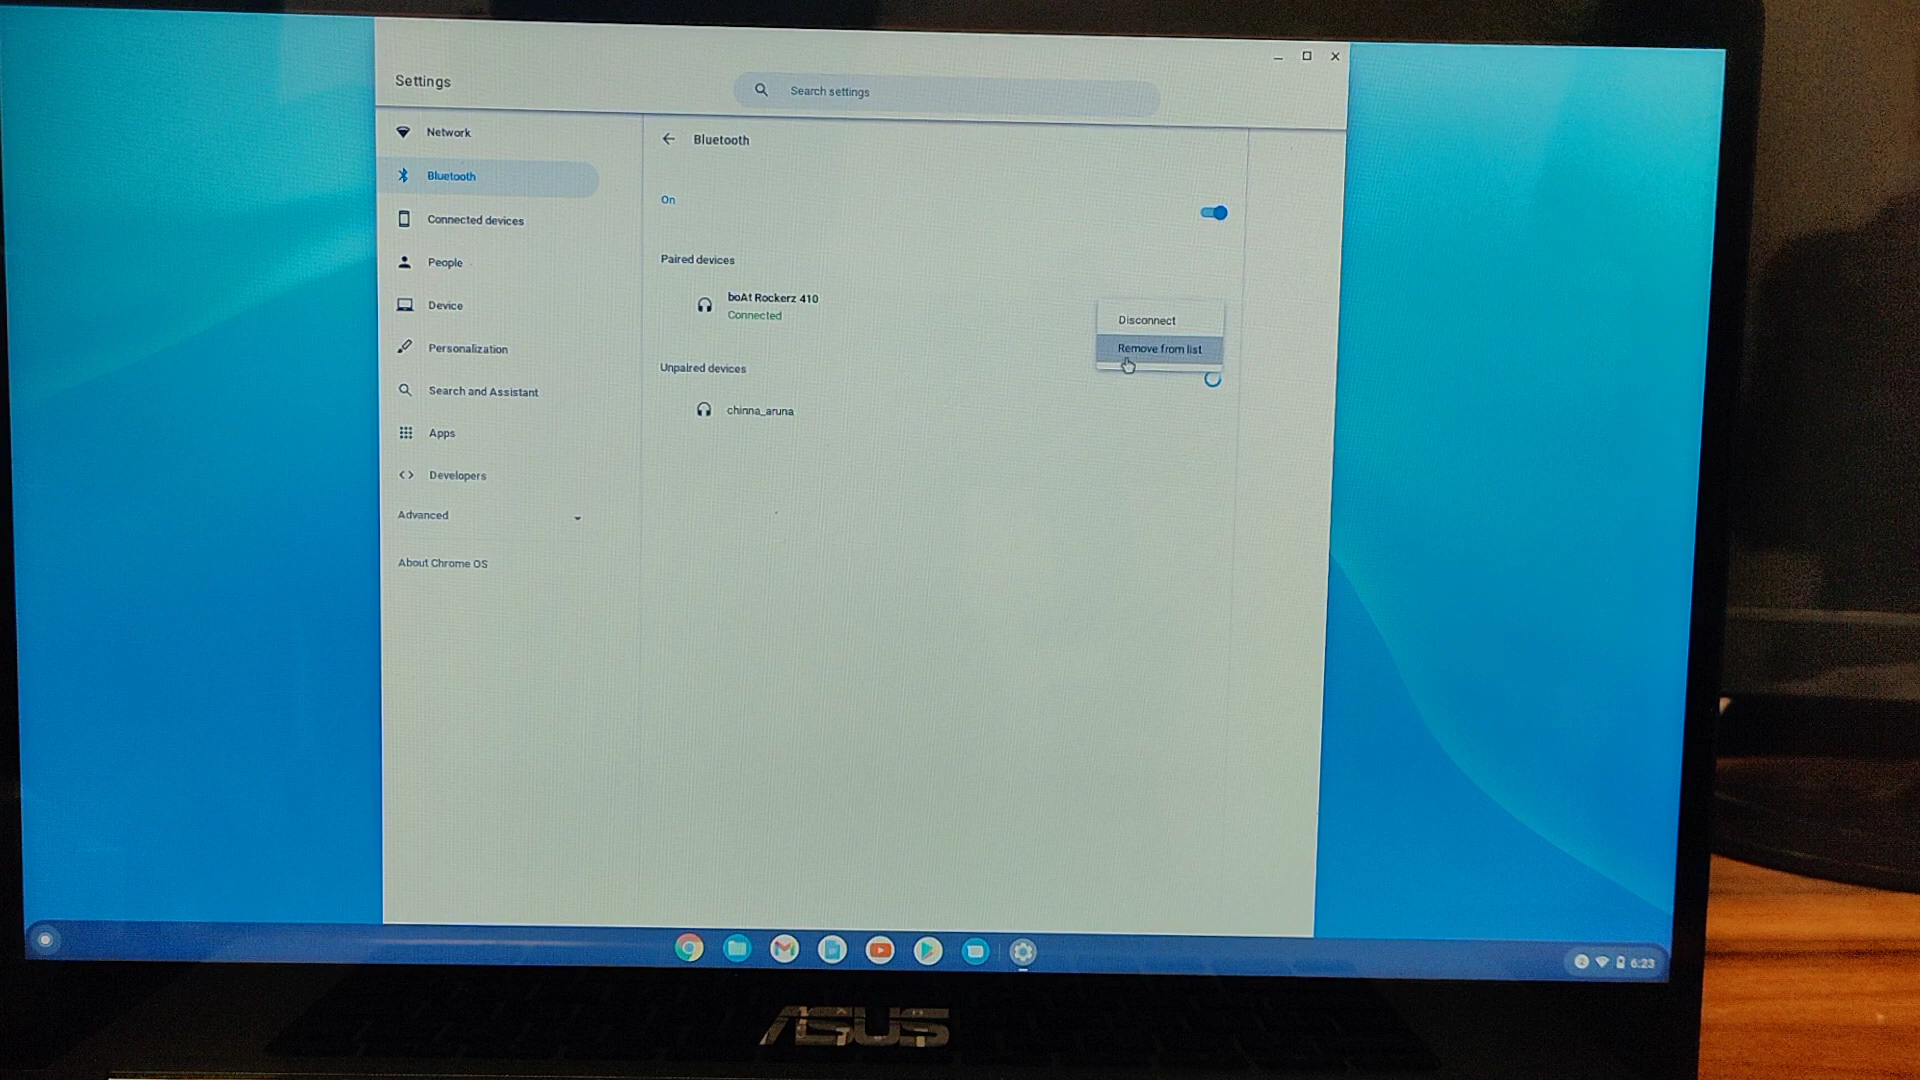 Settings
Search settings
Network
Bluetooth
Connected devices
People
Device
Personalization
Search and Assistant
Apps
Developers
Advanced
About Chrome OS
Bluetooth
On
Paired devices
boAt Rockerz 410
Connected
Disconnect
Remove from list
Unpaired devices
chinna_aruna
6:23
ASUS